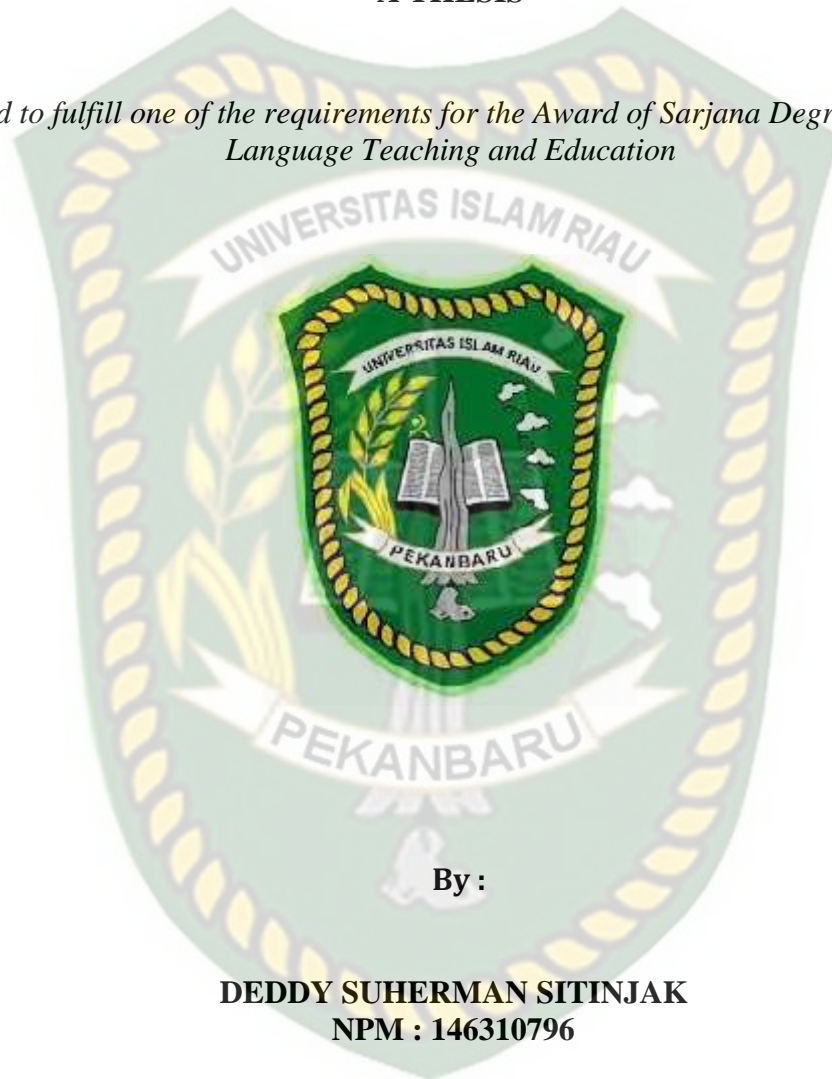 A THESIS
d to fulfill one of the requirements for the Award of Sarjana Degr
Language Teaching and Education
UNIVERSITAS ISLAM RIAU
UNIVERSITAS ISLAM RIAU
PEKANBARU
PEKANBARU
By :
DEDDY SUHERMAN SITINJAK
NPM : 146310796